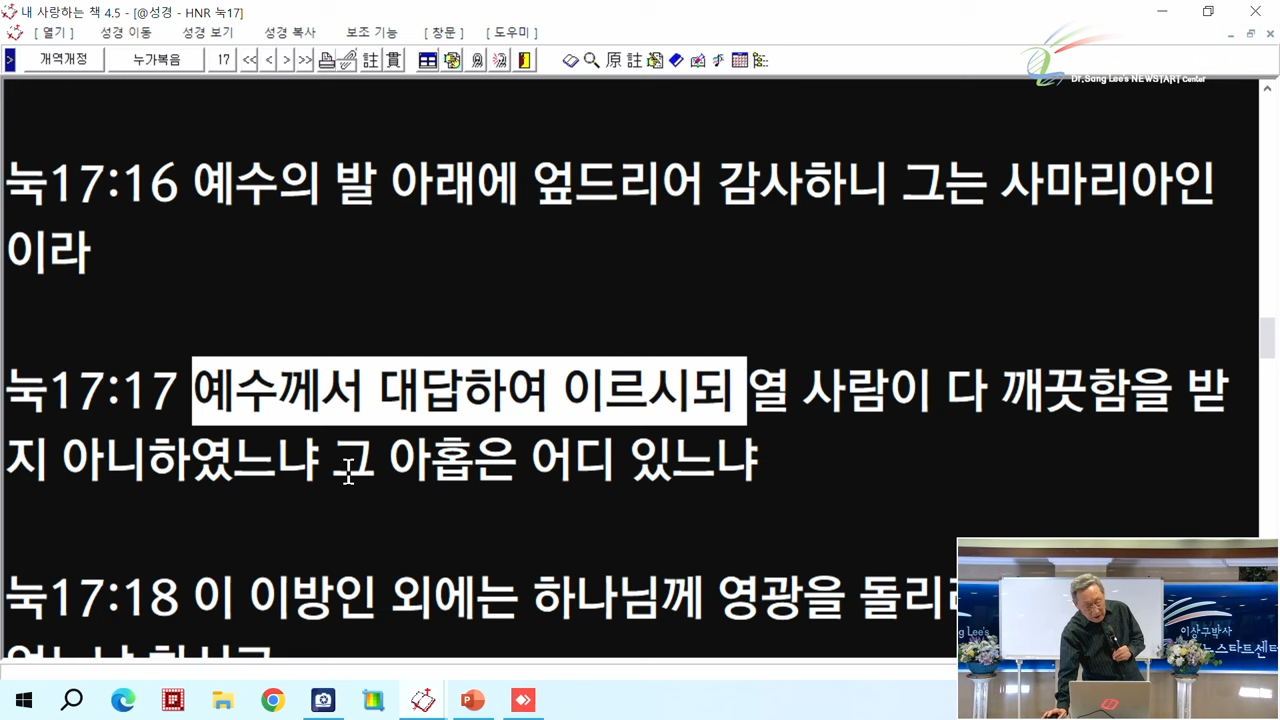 내 사랑하는 책 4.5 - [@성경 - HNR 눅17]
[ 열기 ] 성경 이동 성경 보기 성경 복사 보조 기능 [ 창문 ] [ 도우미 ]
개역개정 누가복음 17 << < > >> 註 貫 原 註
Dr.Sang Lee's NEWSTART Center
눅17:16 예수의 발 아래에 엎드리어 감사하니 그는 사마리아인
이라
눅17:17 예수께서 대답하여 이르시되 열 사람이 다 깨끗함을 받
지 아니하였느냐 그 아홉은 어디 있느냐
눅17:18 이 이방인 외에는 하나님께 영광을 돌리
이상구박사
뉴스타트센터